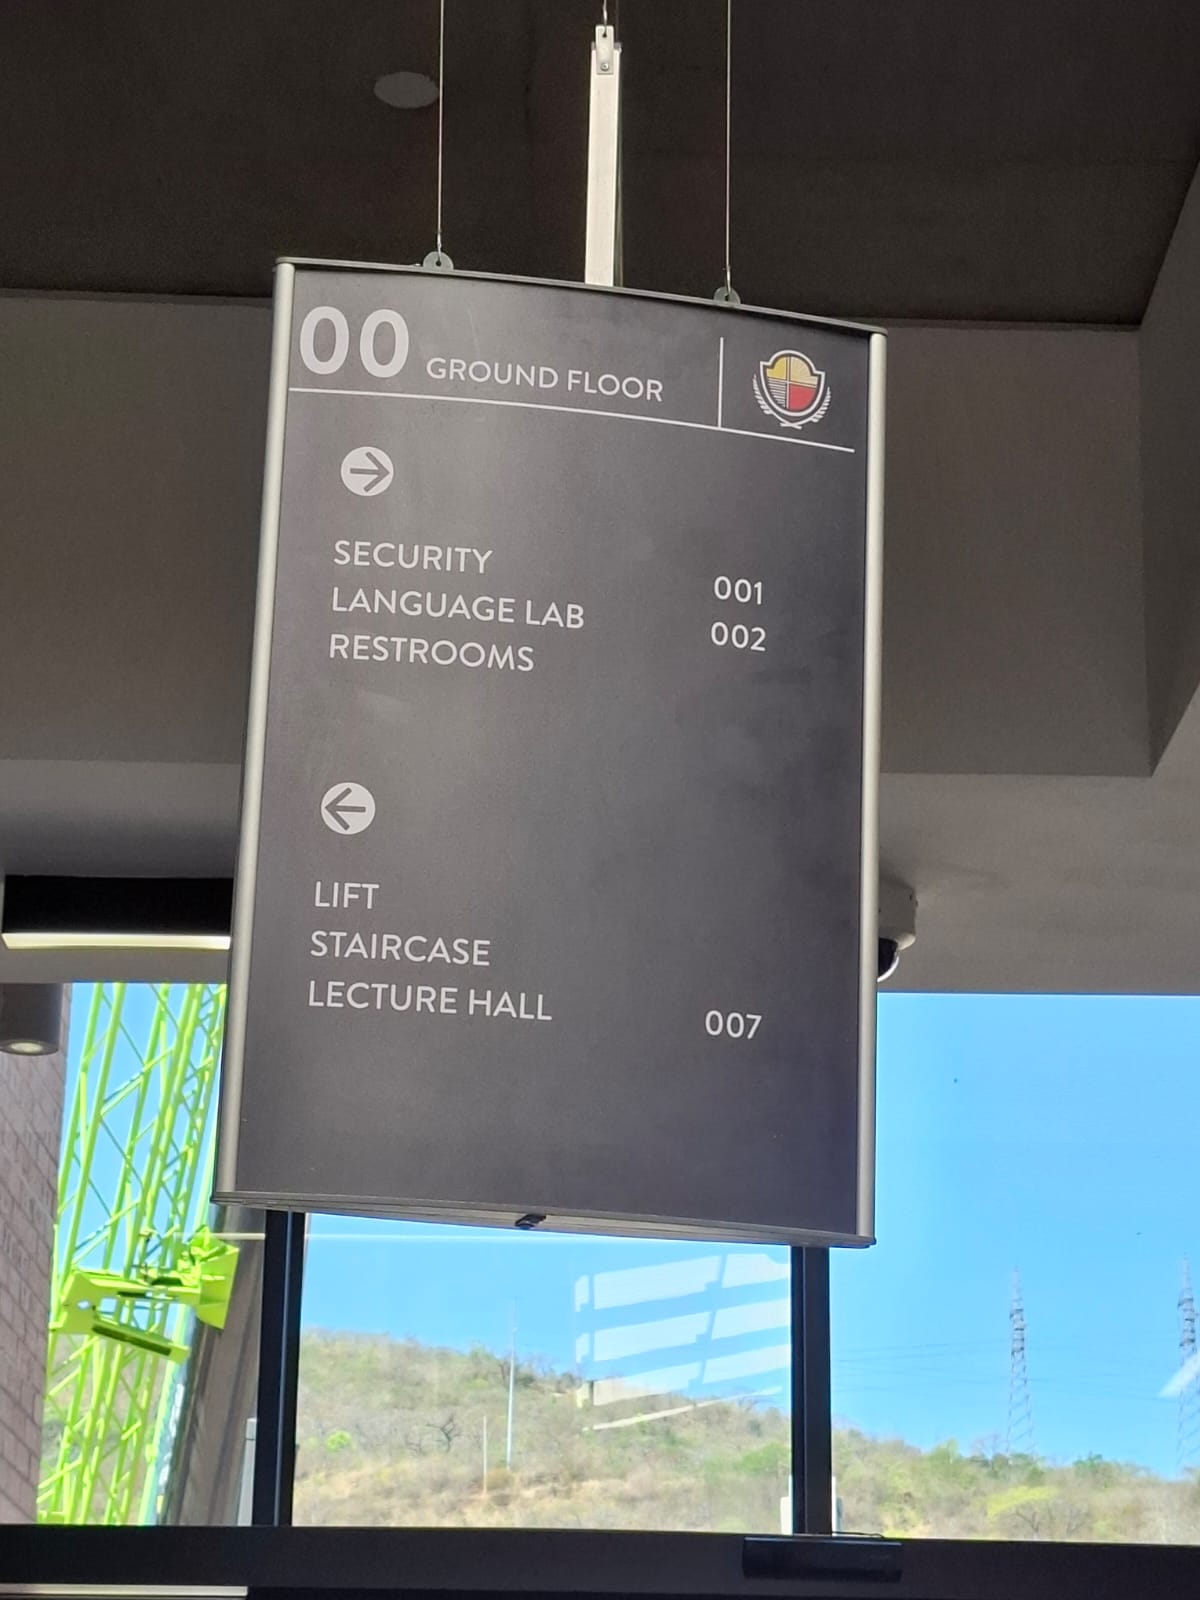 00 GROUND FLOOR
SECURITY 001
LANGUAGE LAB 002
RESTROOMS
LIFT
STAIRCASE
LECTURE HALL 007